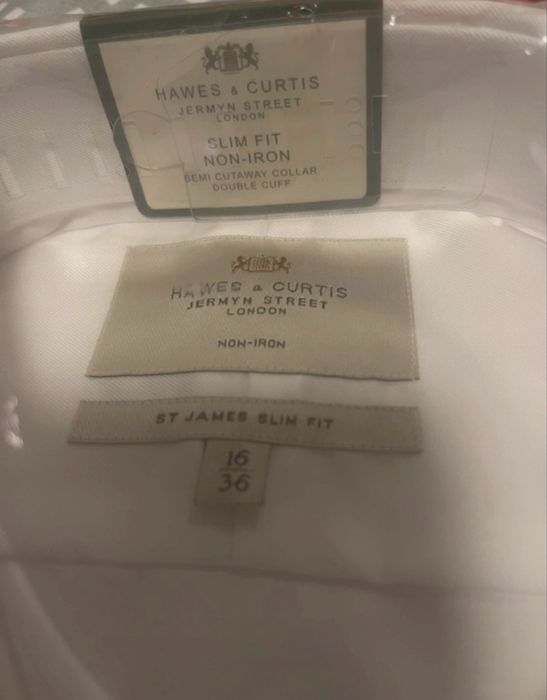 HAWES & CURTIS
JERMYN STREET
LONDON
SLIM FIT
NON-IRON
SEMI CUTAWAY COLLAR
DOUBLE CUFF
HAWES & CURTIS
JERMYN STREET
LONDON
NON-IRON
ST JAMES SLIM FIT
16
36